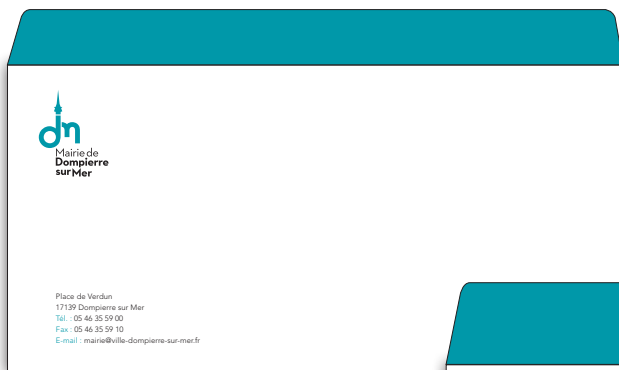 dm
Mairie de
Dompierre
sur Mer
Place de Verdun
17139 Dompierre sur Mer
Tél. : 05 46 35 59 00
Fax : 05 46 35 59 10
E-mail : mairie@ville-dompierre-sur-mer.fr